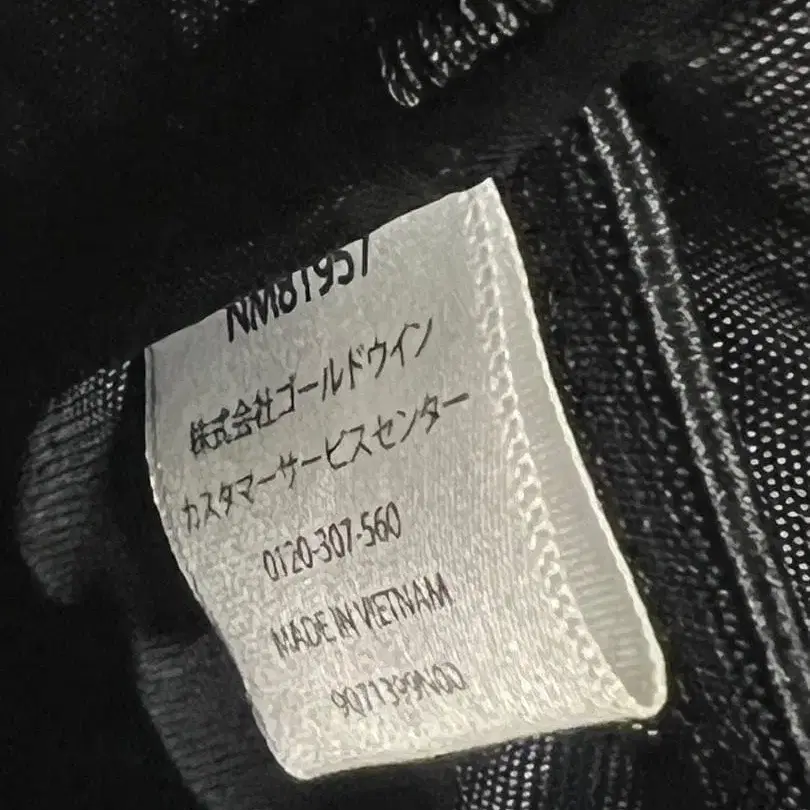 NM81957
株式会社ゴールドウイン
カスタマーサービスセンター
0120-307-560
MADE IN VIETNAM